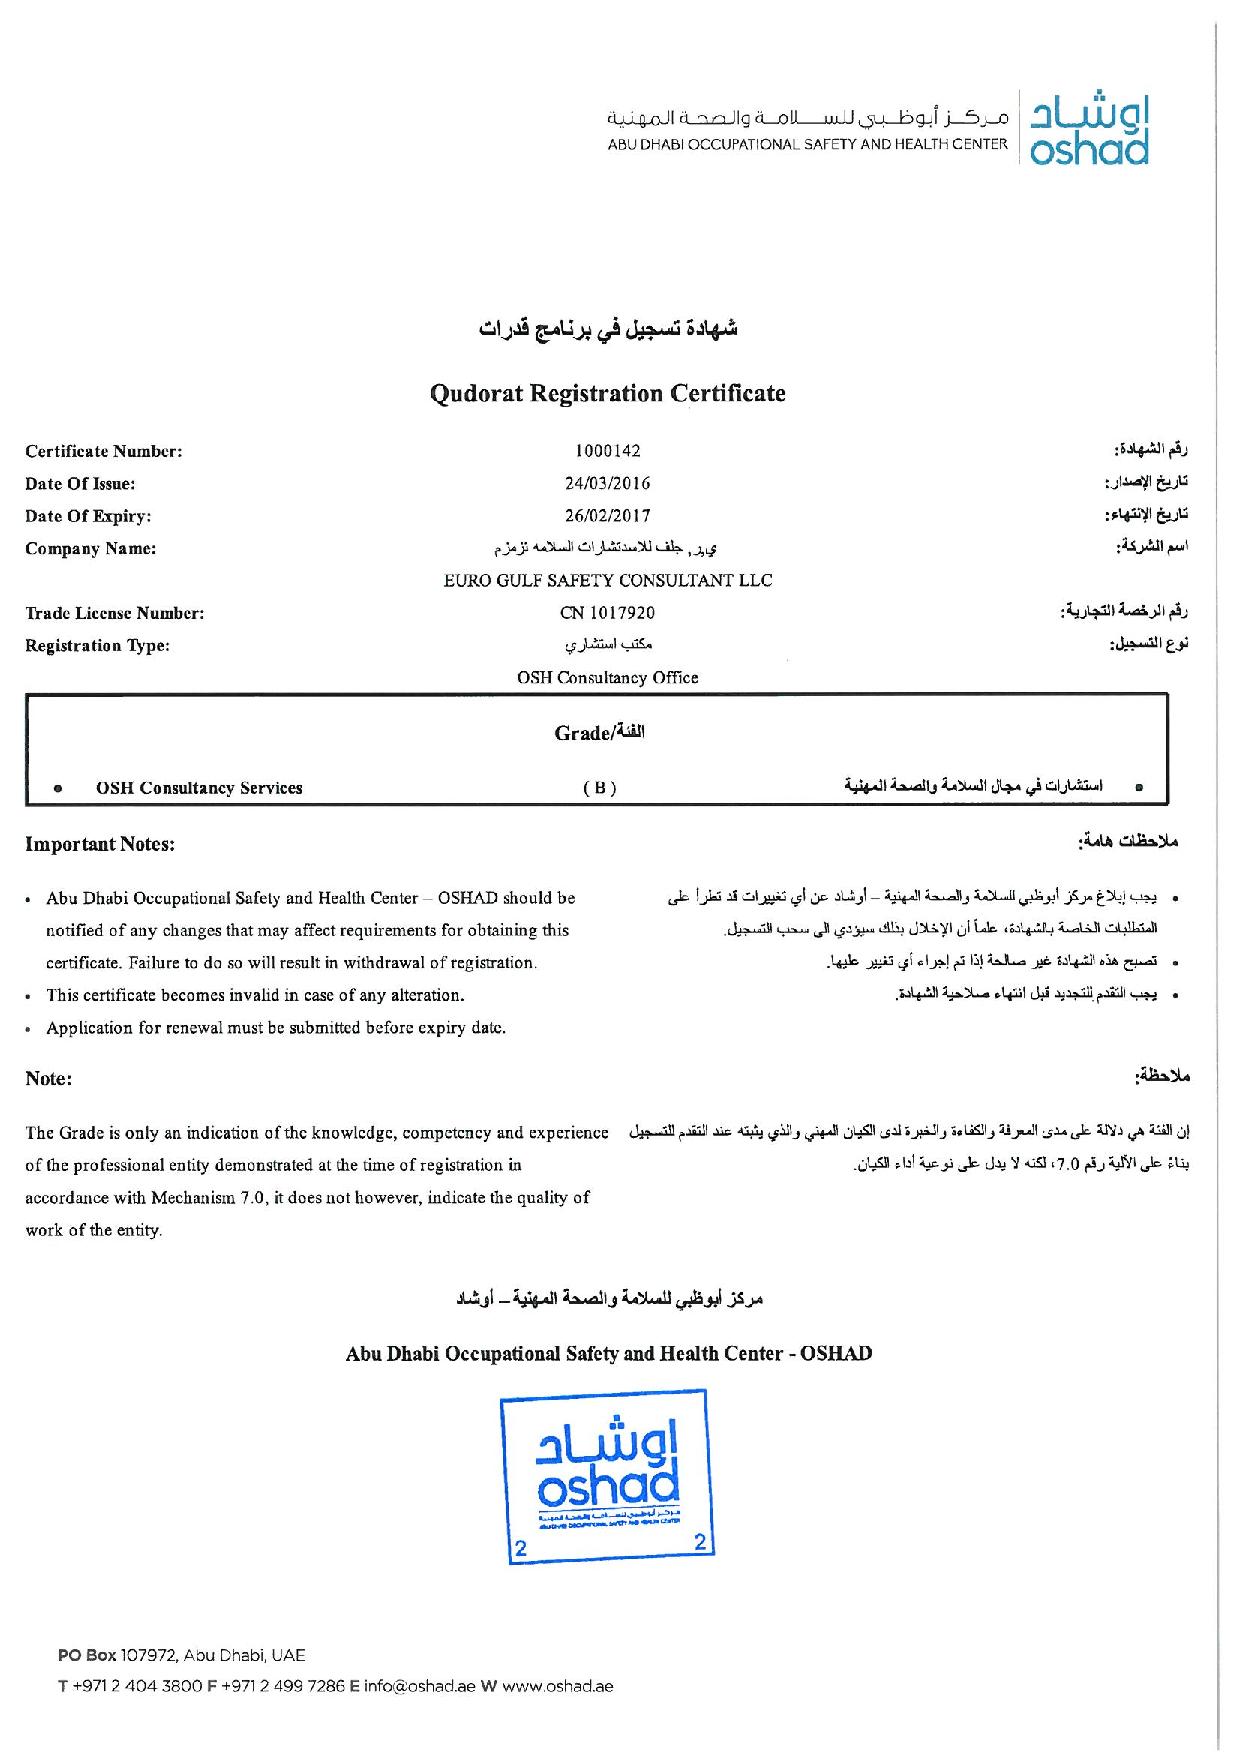 مركز أبوظبي للسلامة والصحة المهنية
ABU DHABI OCCUPATIONAL SAFETY AND HEALTH CENTER
اوشاد
oshad
شهادة تسجيل في برنامج قدرات
Qudorat Registration Certificate
Certificate Number: 1000142 رقم الشهادة:
Date Of Issue: 24/03/2016 تاريخ الإصدار:
Date Of Expiry: 26/02/2017 تاريخ الإنتهاء:
Company Name: جلف للاستشارات السلامه اسم الشركة:
EURO GULF SAFETY CONSULTANT LLC
Trade License Number: CN 1017920 رقم الرخصة التجارية:
Registration Type: مكتب استشاري نوع التسجيل:
OSH Consultancy Office
Grade/الفئة
• OSH Consultancy Services ( B ) استشارات في مجال السلامة والصحة المهنية •
Important Notes:
• Abu Dhabi Occupational Safety and Health Center – OSHAD should be
notified of any changes that may affect requirements for obtaining this
certificate. Failure to do so will result in withdrawal of registration.
• This certificate becomes invalid in case of any alteration.
• Application for renewal must be submitted before expiry date.
ملاحظات هامة:
• يجب إبلاغ مركز أبوظبي للسلامة والصحة المهنية – أوشاد عن أي تغييرات قد تطرأ على
المتطلبات الخاصة بالشهادة، علماً أن الإخلال بذلك سيؤدي الى سحب التسجيل.
• تصبح هذه الشهادة غير صالحة إذا تم إجراء أي تغيير عليها.
• يجب التقدم للتجديد قبل انتهاء صلاحية الشهادة.
Note:
The Grade is only an indication of the knowledge, competency and experience
of the professional entity demonstrated at the time of registration in
accordance with Mechanism 7.0, it does not however, indicate the quality of
work of the entity.
ملاحظة:
إن الفئة هي دلالة على مدى المعرفة والكفاءة والخبرة لدى الكيان المهني والذي يثبته عند التقدم للتسجيل
بناءً على الألية رقم 7.0، لكنه لا يدل على نوعية أداء الكيان.
مركز أبوظبي للسلامة والصحة المهنية – أوشاد
Abu Dhabi Occupational Safety and Health Center - OSHAD
اوشاد
oshad
مركز أبوظبي للسلامة والصحة المهنية
ABU DHABI OCCUPATIONAL SAFETY AND HEALTH CENTER
2 2
PO Box 107972, Abu Dhabi, UAE
T +971 2 404 3800 F +971 2 499 7286 E info@oshad.ae W www.oshad.ae